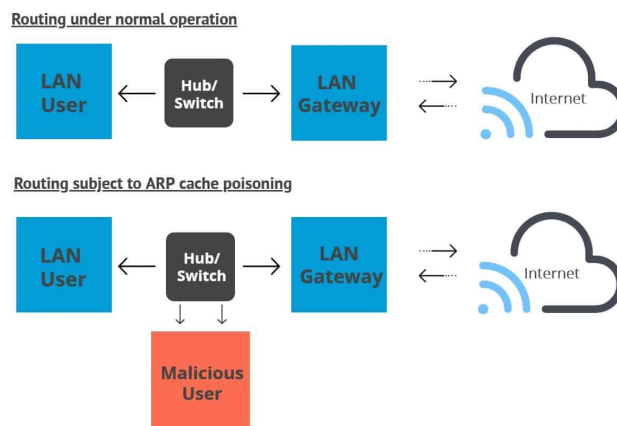 Routing under normal operation
LAN
User
Hub/
Switch
LAN
Gateway
Internet
Routing subject to ARP cache poisoning
LAN
User
Hub/
Switch
LAN
Gateway
Internet
Malicious
User